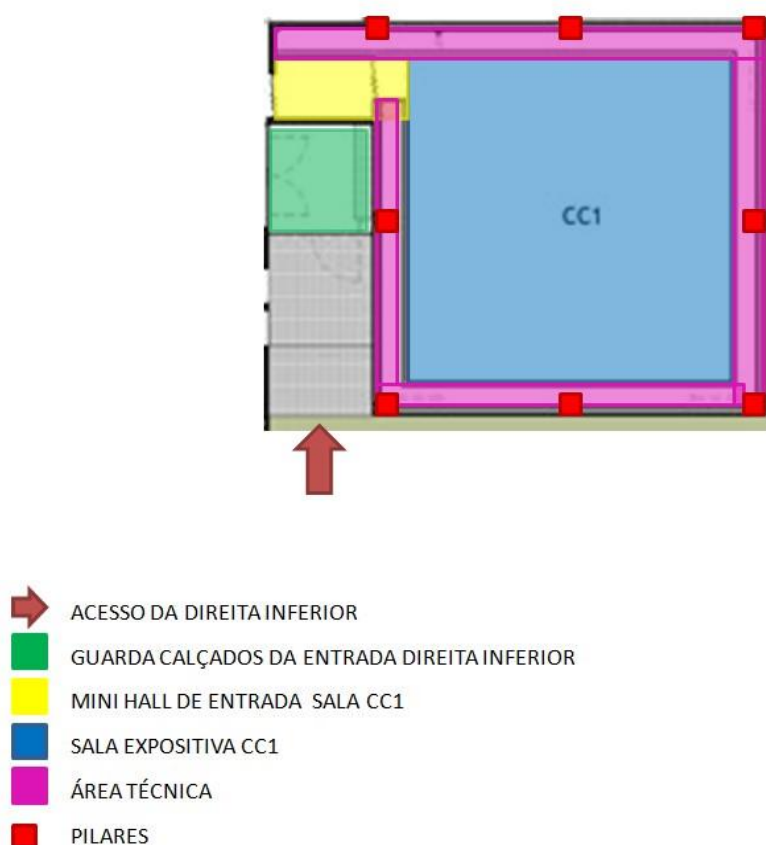 CC1
ACESSO DA DIREITA INFERIOR
GUARDA CALÇADOS DA ENTRADA DIREITA INFERIOR
MINI HALL DE ENTRADA SALA CC1
SALA EXPOSITIVA CC1
ÁREA TÉCNICA
PILARES